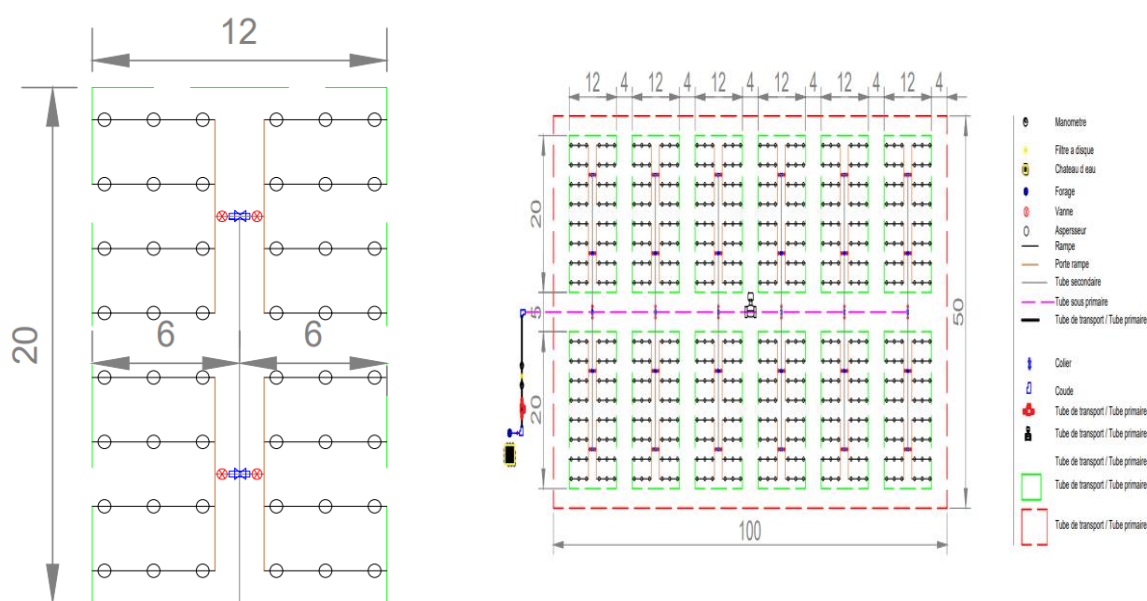 12
20
6
6
12 4 12 4 12 4 12 4 12 4 12 4
20
5
20
50
100
Manometre
Filtre a disque
Chateau d eau
Forage
Vanne
Aspersseur
Rampe
Porte rampe
Tube secondaire
Tube sous primaire
Tube de transport / Tube primaire
Colier
Coude
Tube de transport / Tube primaire
Tube de transport / Tube primaire
Tube de transport / Tube primaire
Tube de transport / Tube primaire
Tube de transport / Tube primaire